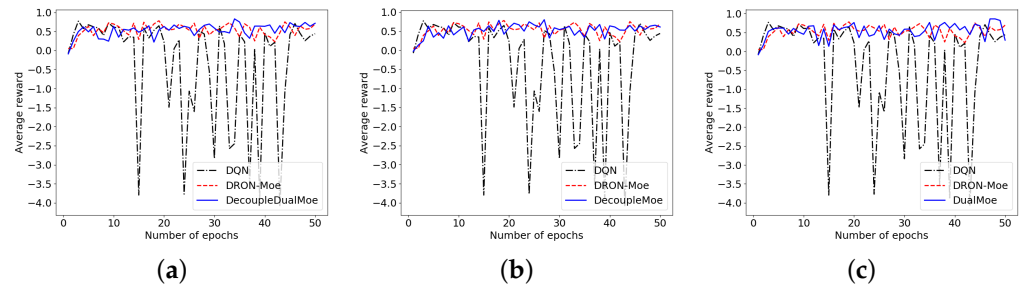 1.0
0.5
0.0
−0.5
−1.0
−1.5
−2.0
−2.5
−3.0
−3.5
−4.0
Average reward
DQN
DRON-Moe
DecoupleDualMoe
0 10 20 30 40 50
Number of epochs
(a)
1.0
0.5
0.0
−0.5
−1.0
−1.5
−2.0
−2.5
−3.0
−3.5
−4.0
Average reward
DQN
DRON-Moe
DecoupleMoe
0 10 20 30 40 50
Number of epochs
(b)
1.0
0.5
0.0
−0.5
−1.0
−1.5
−2.0
−2.5
−3.0
−3.5
−4.0
Average reward
DQN
DRON-Moe
DualMoe
0 10 20 30 40 50
Number of epochs
(c)